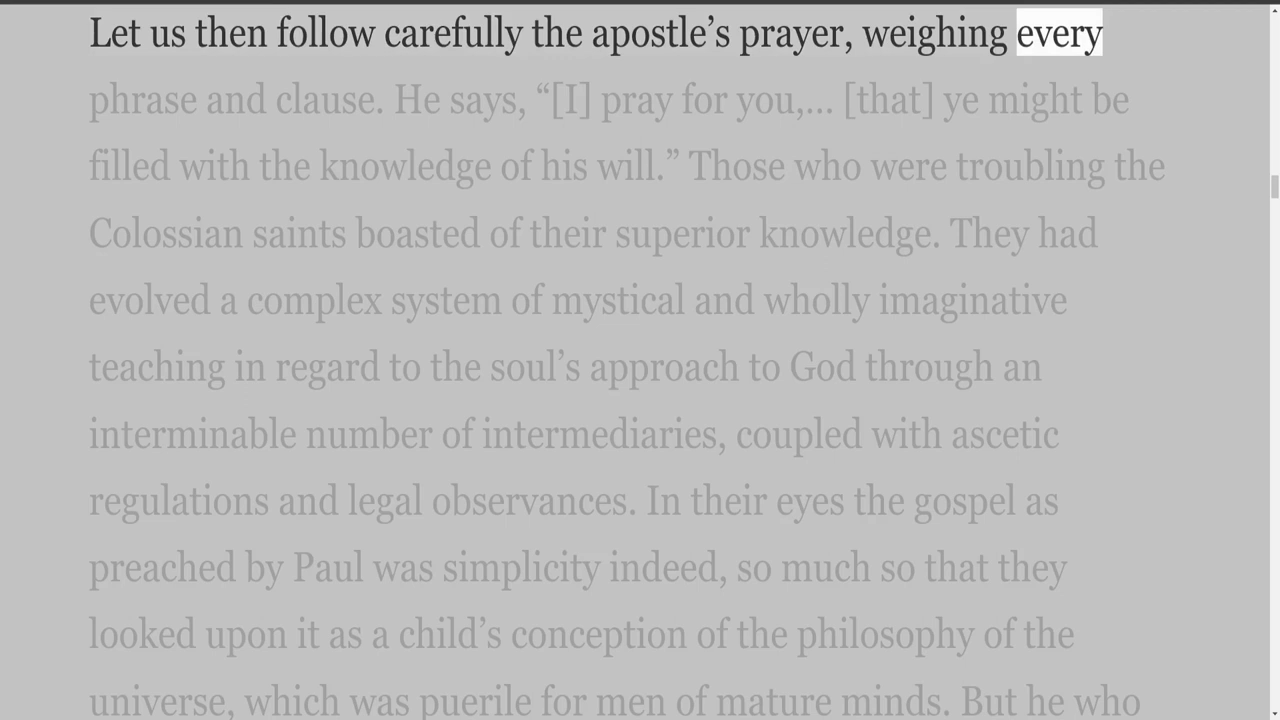 Let us then follow carefully the apostle’s prayer, weighing every
phrase and clause. He says, “[I] pray for you,... [that] ye might be
filled with the knowledge of his will.” Those who were troubling the
Colossian saints boasted of their superior knowledge. They had
evolved a complex system of mystical and wholly imaginative
teaching in regard to the soul’s approach to God through an
interminable number of intermediaries, coupled with ascetic
regulations and legal observances. In their eyes the gospel as
preached by Paul was simplicity indeed, so much so that they
looked upon it as a child’s conception of the philosophy of the
universe, which was puerile for men of mature minds. But he who